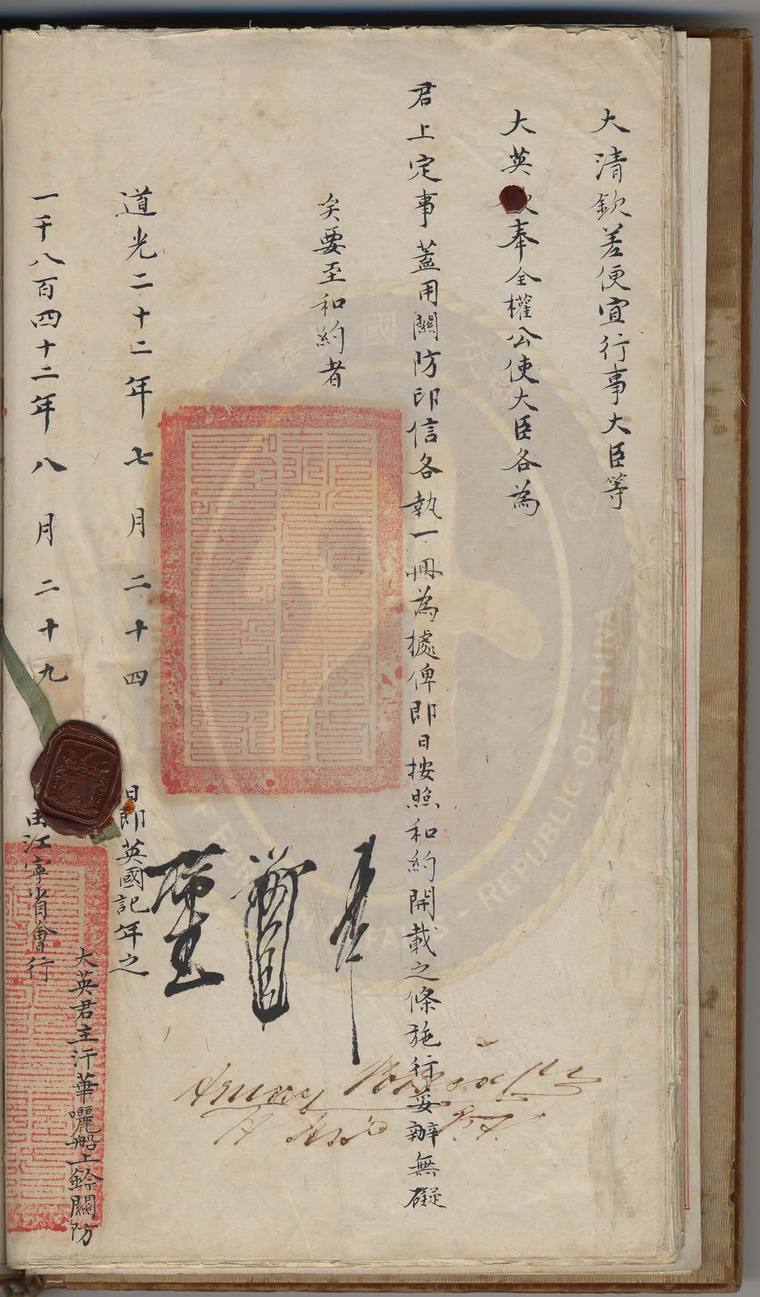 大清欽差便宜行事大臣等
大英欽奉全權公使大臣各為
君上定事蓋用關防印信各執一冊為據俾即日按照和約開載之條施行妥辦無礙
矣要至和約者
道光二十二年七月二十四日即英國記年之
一千八百四十二年八月二十九 由江寧省會行
大英君主汗華囇船上鈐關防
Henry
REPUBLIC OF CHINA